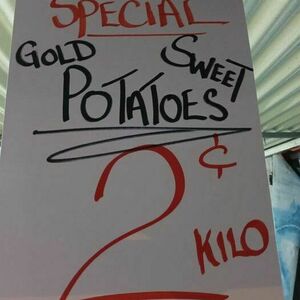 SPECIAL
GOLD SWEET
POTATOES
2¢
KILO